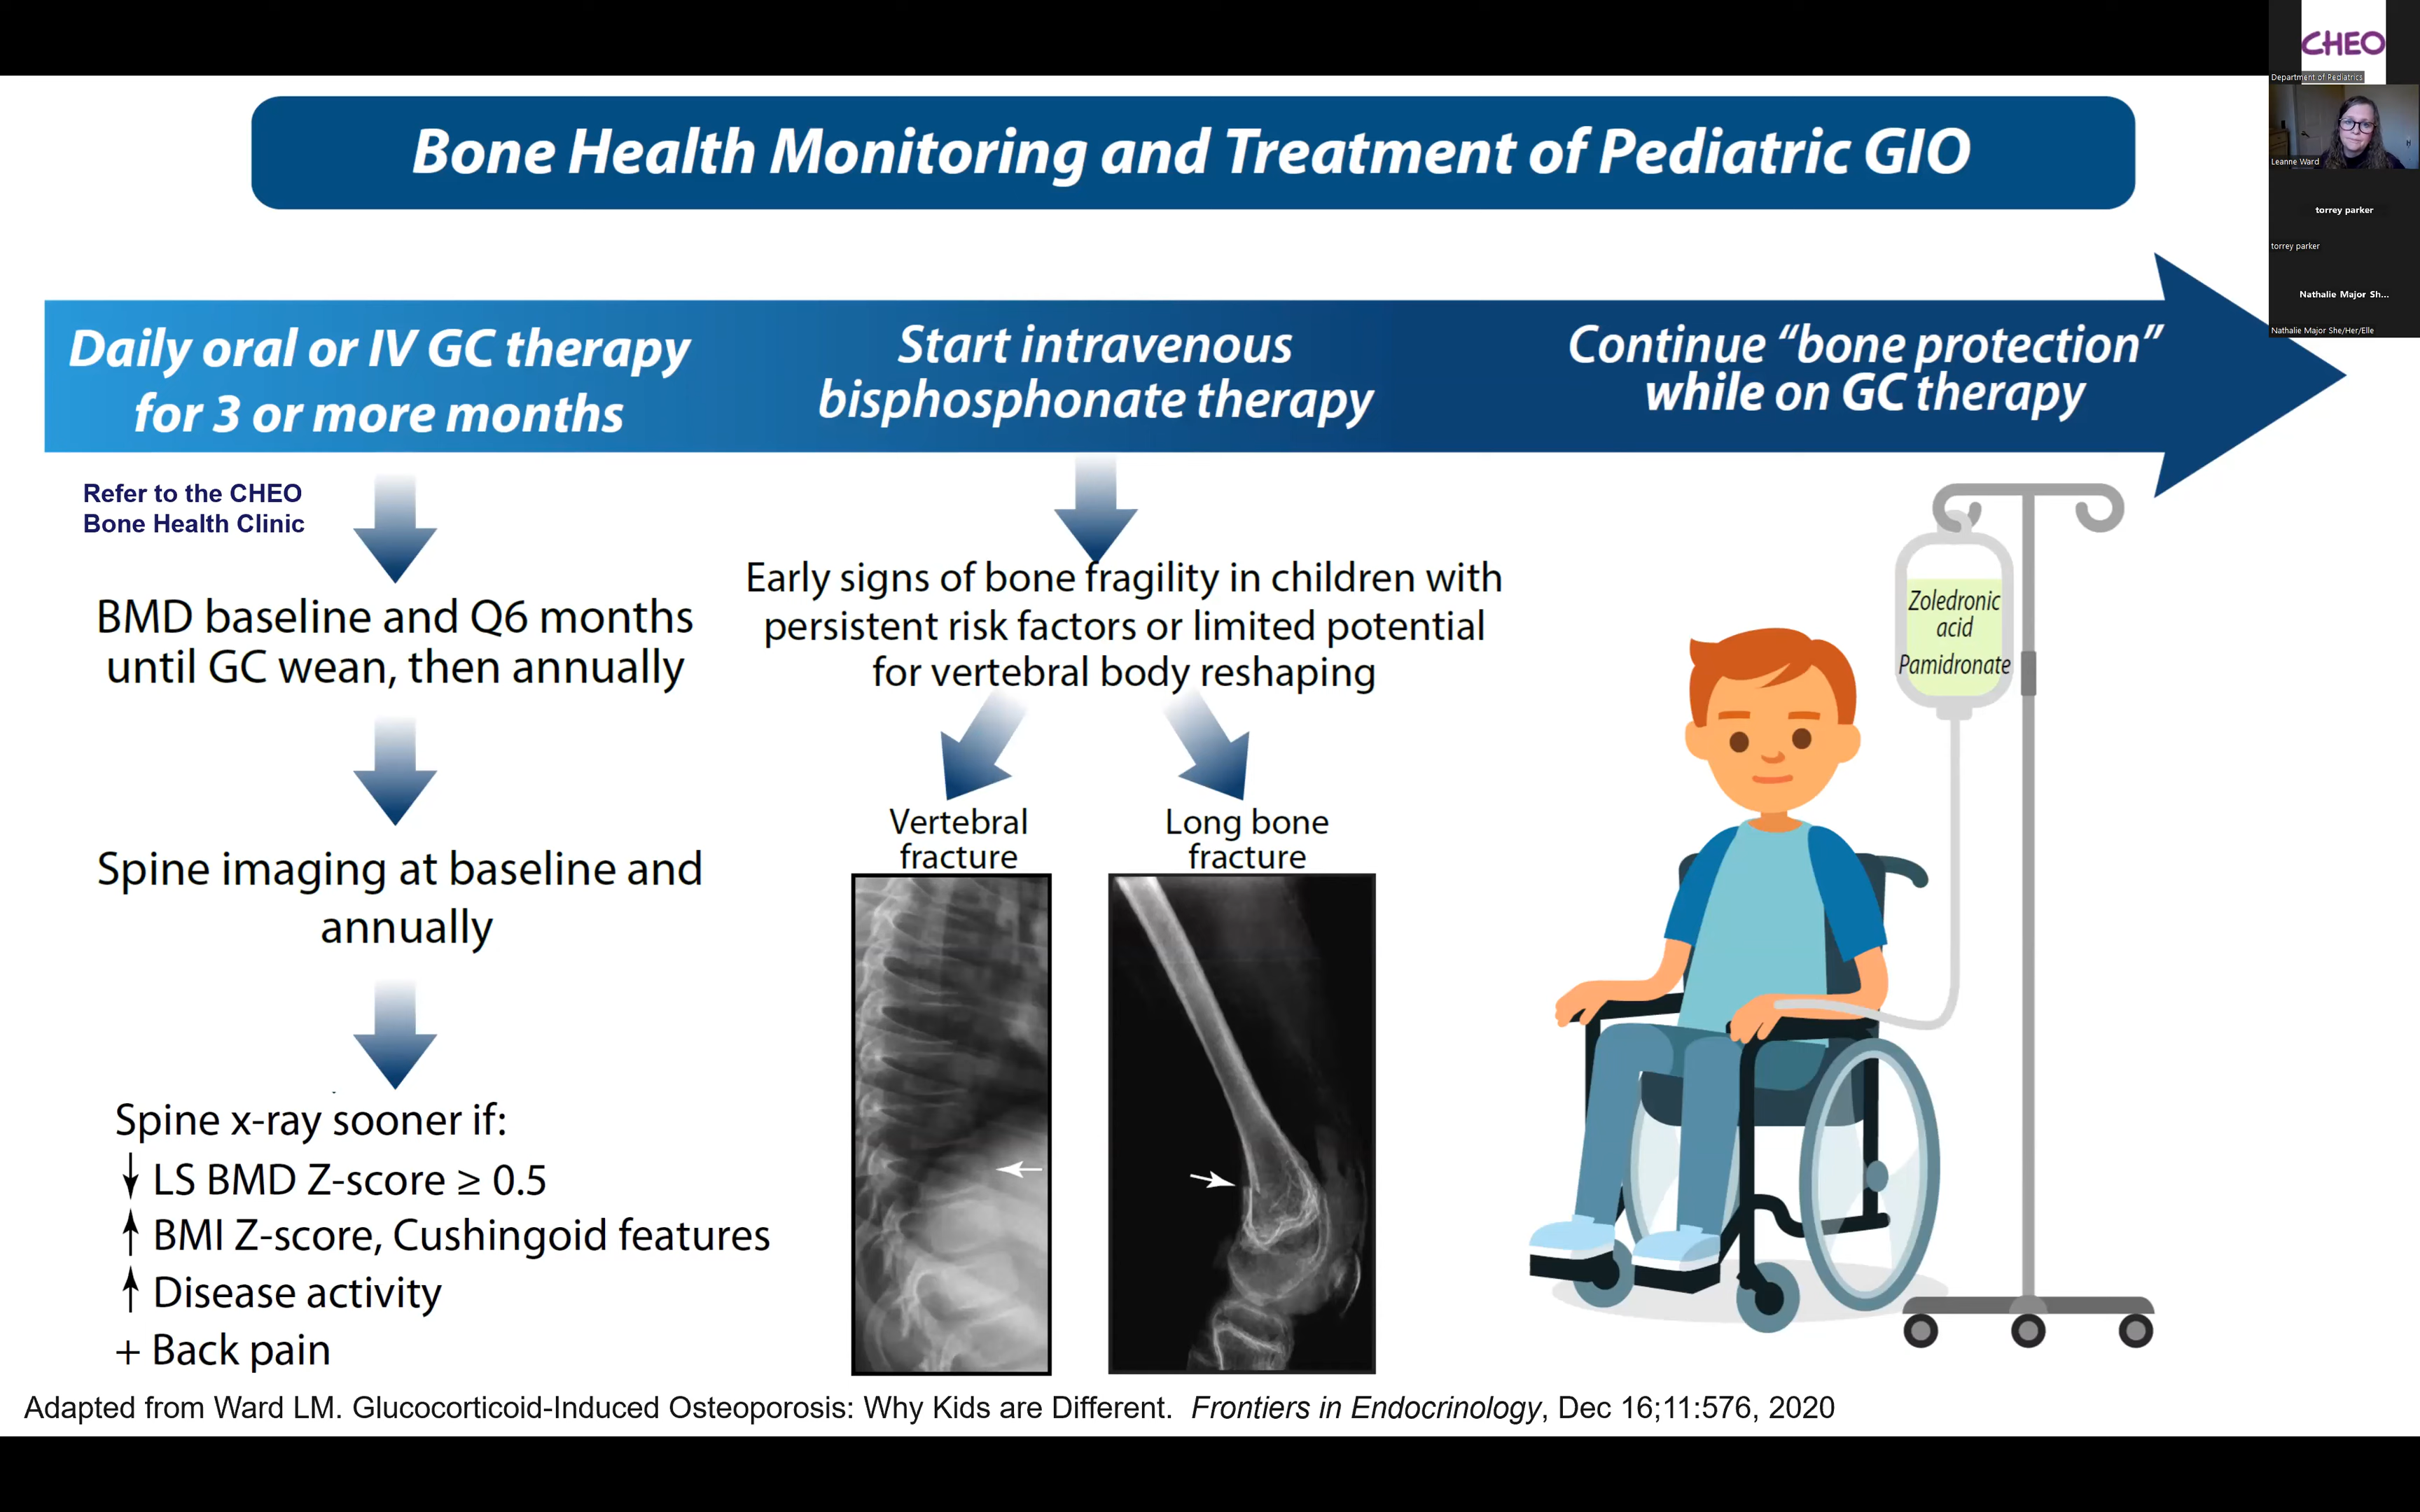 CHEO
Department of Pediatrics
Leanne Ward
torrey parker
torrey parker
Nathalie Major Sh...
Nathalie Major She/Her/Elle
Bone Health Monitoring and Treatment of Pediatric GIO
Daily oral or IV GC therapy
for 3 or more months
Start intravenous
bisphosphonate therapy
Continue “bone protection”
while on GC therapy
Refer to the CHEO
Bone Health Clinic
BMD baseline and Q6 months
until GC wean, then annually
Spine imaging at baseline and
annually
Spine x-ray sooner if:
↓ LS BMD Z-score ≥ 0.5
↑ BMI Z-score, Cushingoid features
↑ Disease activity
+ Back pain
Early signs of bone fragility in children with
persistent risk factors or limited potential
for vertebral body reshaping
Vertebral
fracture
Long bone
fracture
Zoledronic
acid
Pamidronate
Adapted from Ward LM. Glucocorticoid-Induced Osteoporosis: Why Kids are Different. Frontiers in Endocrinology, Dec 16;11:576, 2020